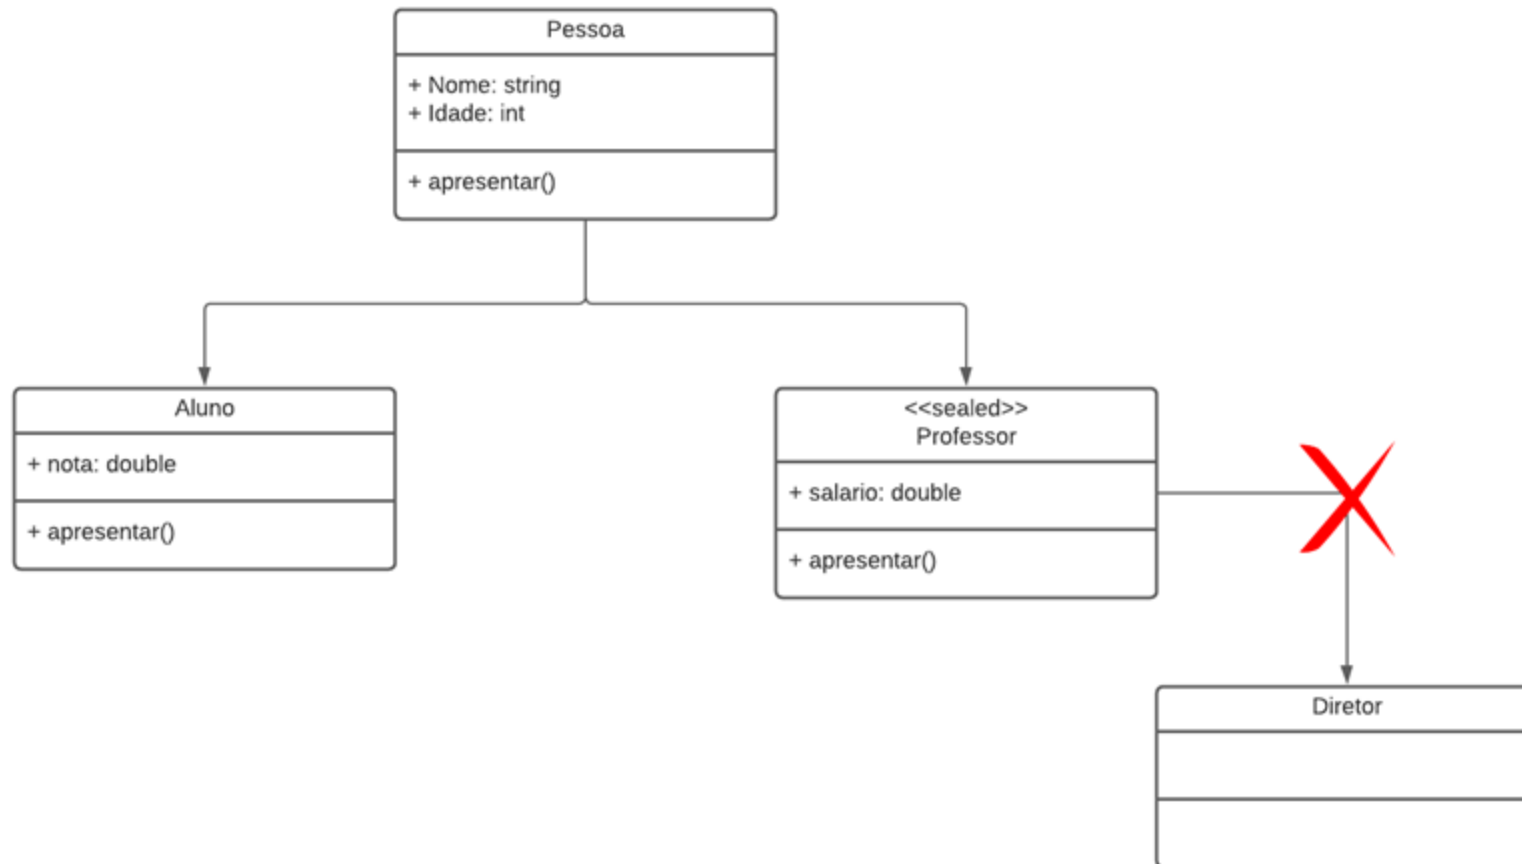 Pessoa
+ Nome: string
+ Idade: int
+ apresentar()
Aluno
+ nota: double
+ apresentar()
<<sealed>>
Professor
+ salario: double
+ apresentar()
Diretor